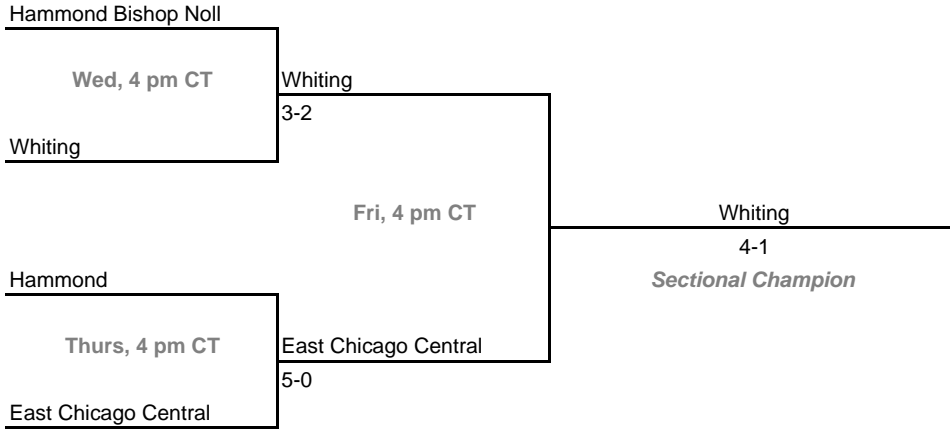 Hammond Bishop Noll
Wed, 4 pm CT
Whiting
3-2
Whiting
Fri, 4 pm CT
Whiting
4-1
Sectional Champion
Hammond
Thurs, 4 pm CT
East Chicago Central
5-0
East Chicago Central